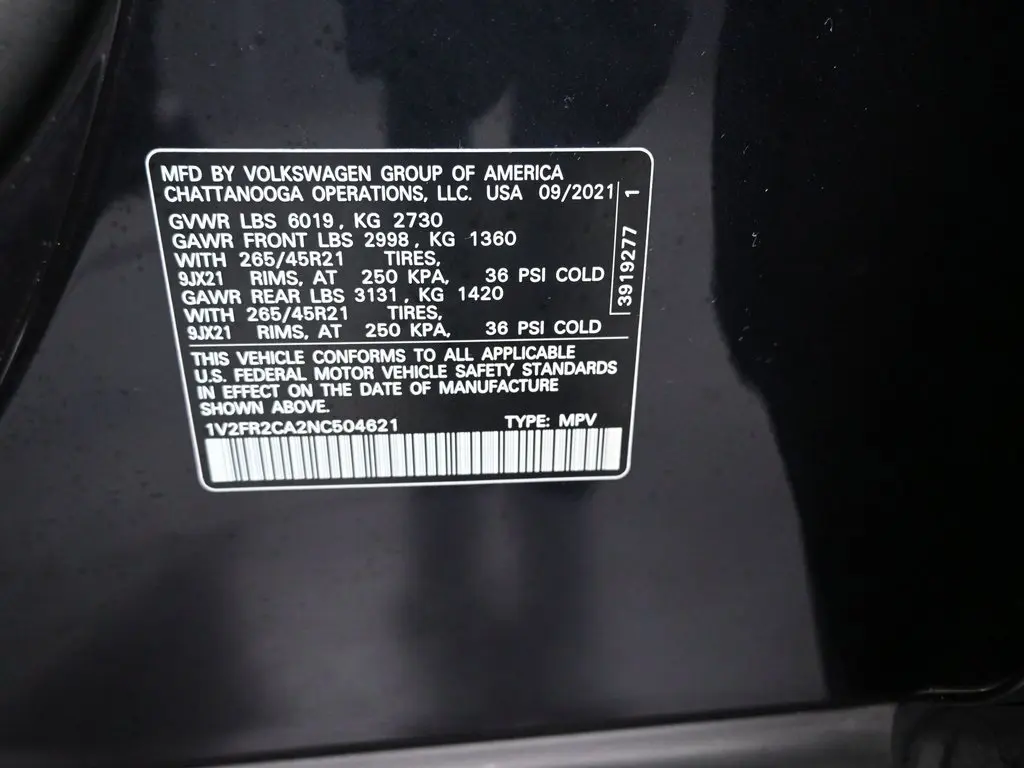 MFD BY VOLKSWAGEN GROUP OF AMERICA
CHATTANOOGA OPERATIONS, LLC. USA 09/2021
GVWR LBS 6019, KG 2730
GAWR FRONT LBS 2998, KG 1360
WITH 265/45R21 TIRES,
9JX21 RIMS, AT 250 KPA, 36 PSI COLD
GAWR REAR LBS 3131, KG 1420
WITH 265/45R21 TIRES,
9JX21 RIMS, AT 250 KPA, 36 PSI COLD
3919277 1
THIS VEHICLE CONFORMS TO ALL APPLICABLE
U.S. FEDERAL MOTOR VEHICLE SAFETY STANDARDS
IN EFFECT ON THE DATE OF MANUFACTURE
SHOWN ABOVE.
1V2FR2CA2NC504621 TYPE: MPV